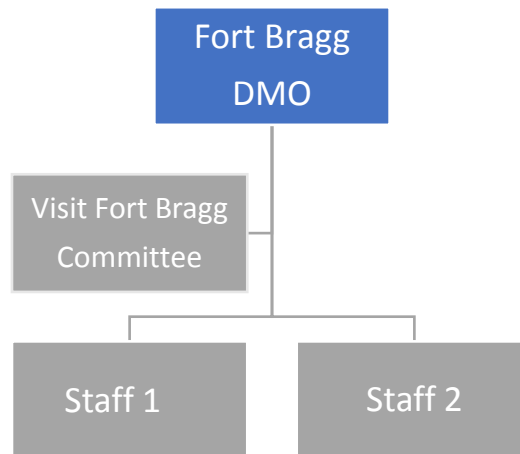 Fort Bragg
DMO
Visit Fort Bragg
Committee
Staff 1
Staff 2